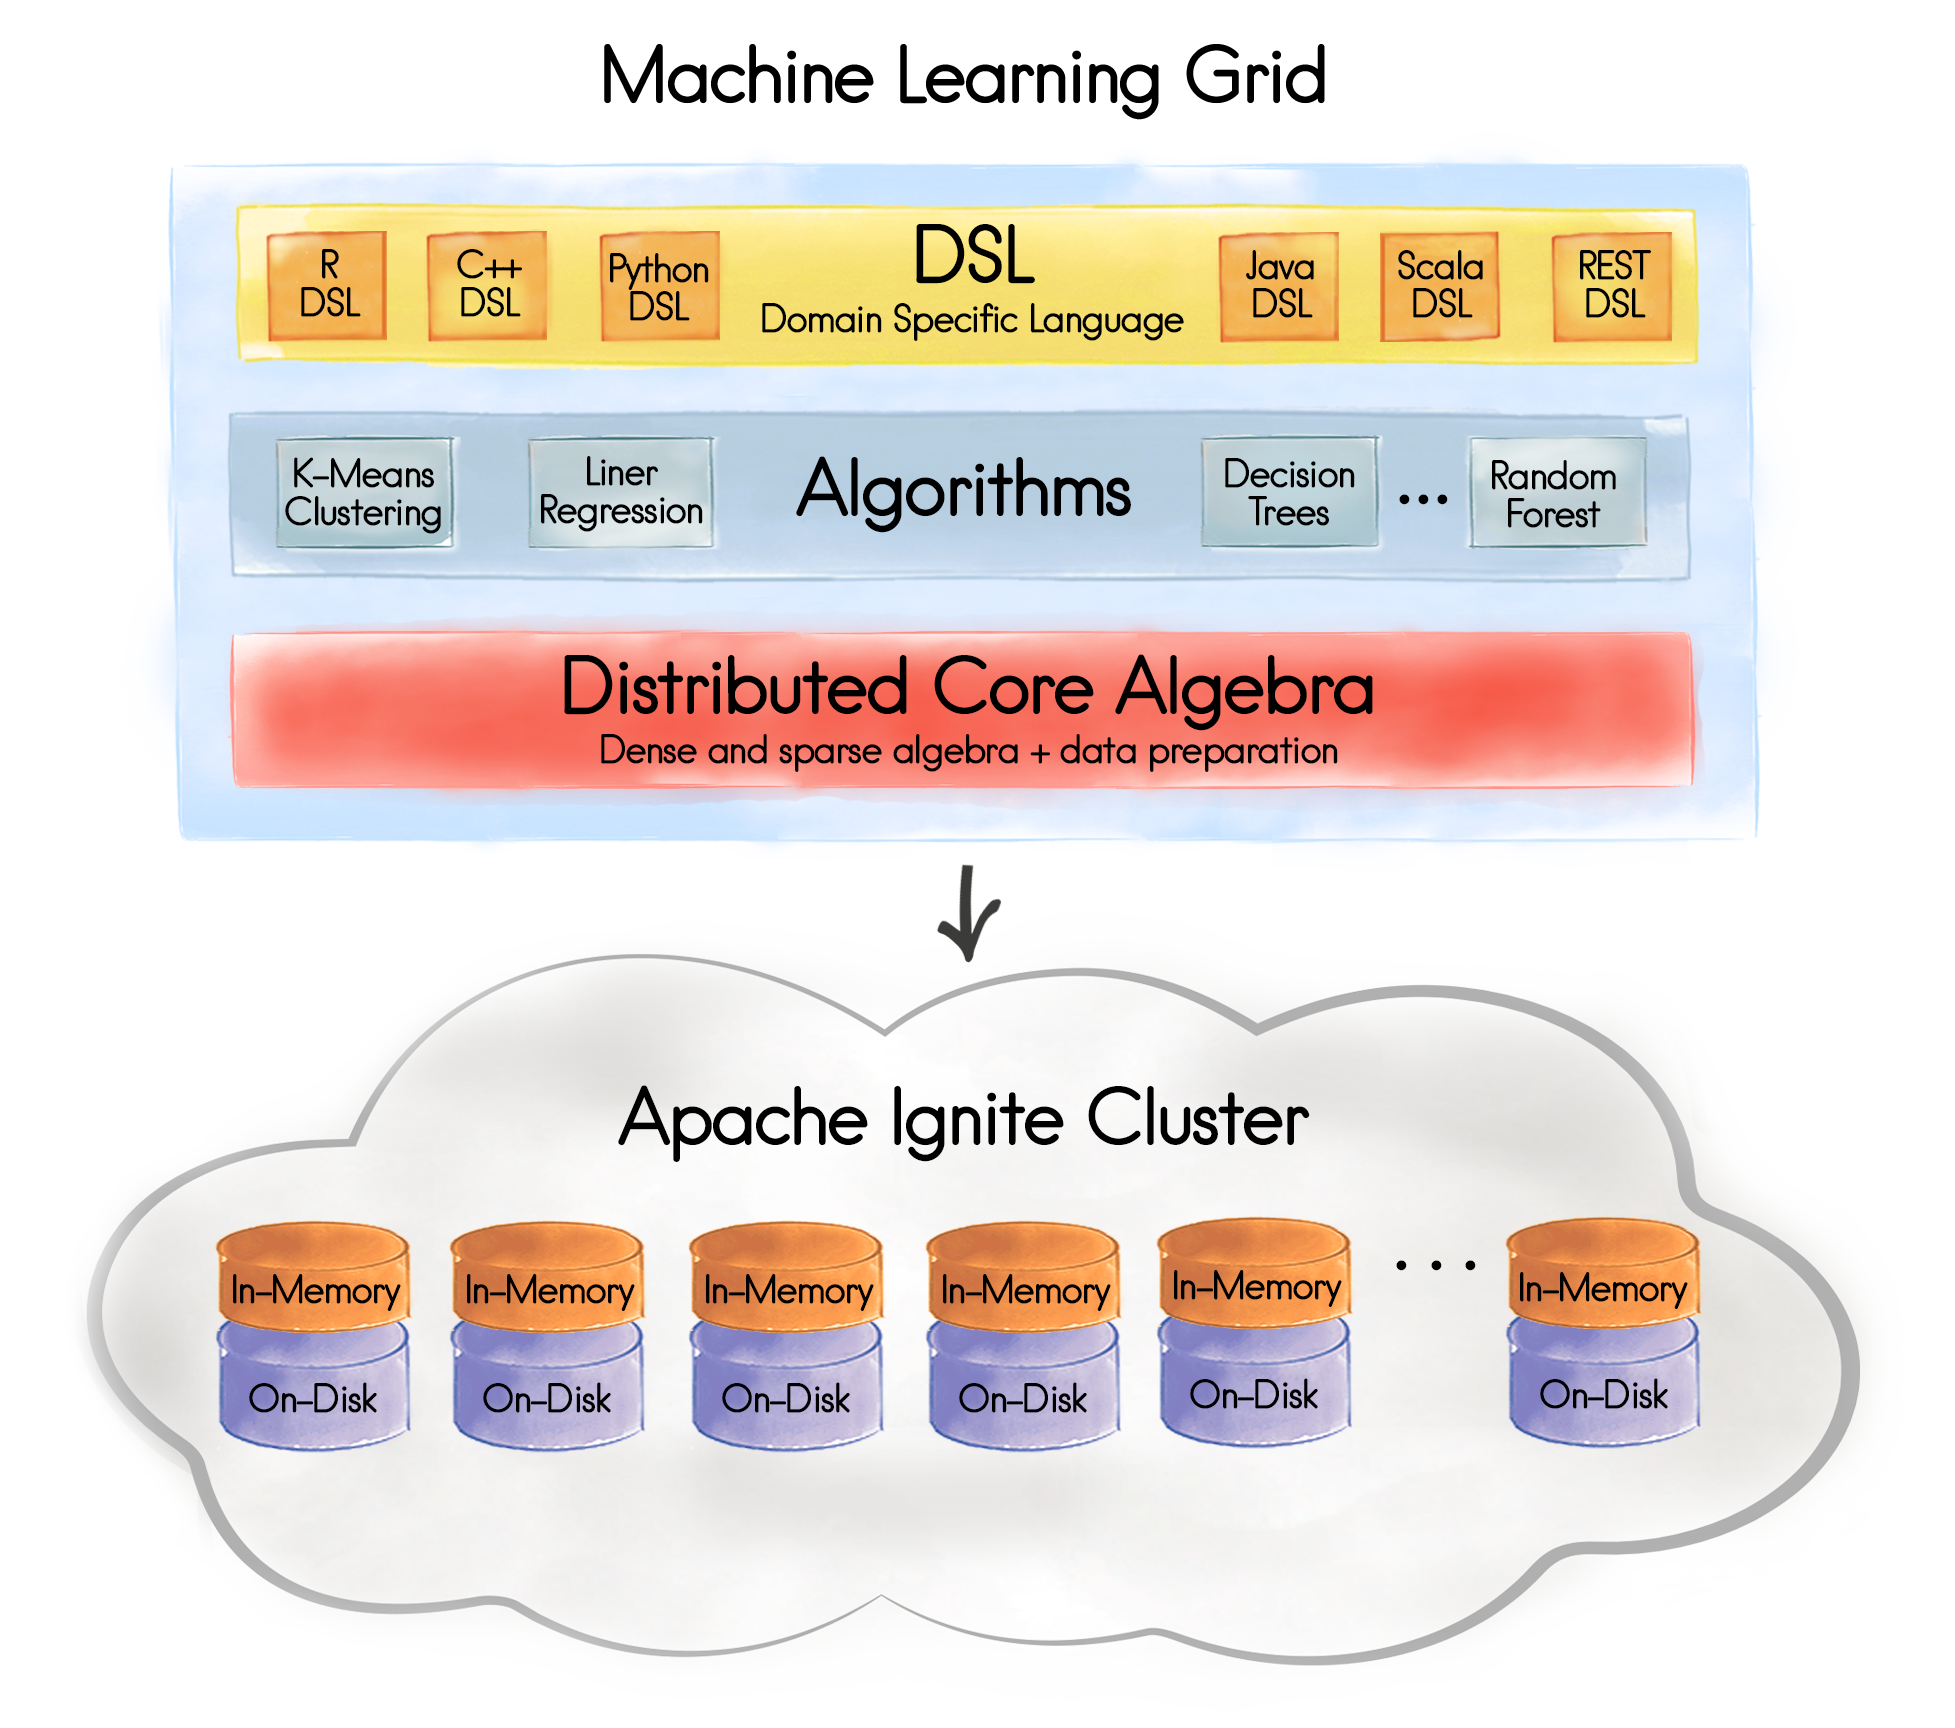 Machine Learning Grid
R
DSL
C++
DSL
Python
DSL
DSL
Domain Specific Language
Java
DSL
Scala
DSL
REST
DSL
K-Means
Clustering
Liner
Regression
Algorithms
Decision
Trees
...
Random
Forest
Distributed Core Algebra
Dense and sparse algebra + data preparation
Apache Ignite Cluster
In-Memory
On-Disk
In-Memory
On-Disk
In-Memory
On-Disk
In-Memory
On-Disk
In-Memory
On-Disk
...
In-Memory
On-Disk